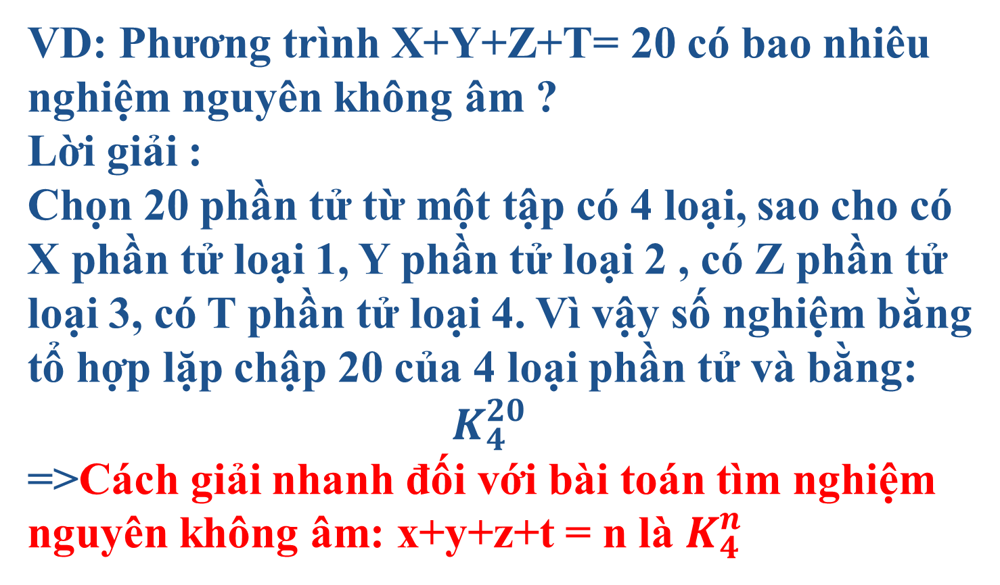 VD: Phương trình X+Y+Z+T= 20 có bao nhiêu
nghiệm nguyên không âm ?
Lời giải :
Chọn 20 phần tử từ một tập có 4 loại, sao cho có
X phần tử loại 1, Y phần tử loại 2 , có Z phần tử
loại 3, có T phần tử loại 4. Vì vậy số nghiệm bằng
tổ hợp lặp chập 20 của 4 loại phần tử và bằng:
$K_4^{20}$
=>Cách giải nhanh đối với bài toán tìm nghiệm
nguyên không âm: x+y+z+t = n là $K_4^n$